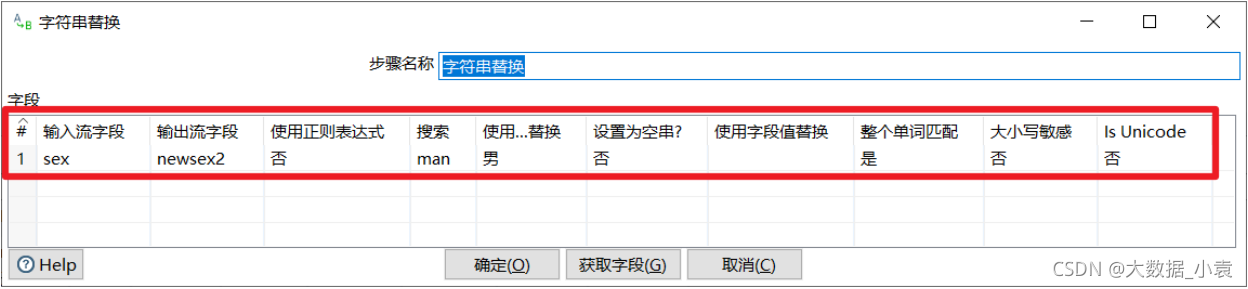 字符串替换
步骤名称 字符串替换
字段
# 输入流字段 输出流字段 使用正则表达式 搜索 使用...替换 设置为空串? 使用字段值替换 整个单词匹配 大小写敏感 Is Unicode
1 sex newsex2 否 man 男 否 是 否 否
Help 确定(O) 获取字段(G) 取消(C)
CSDN @大数据_小袁